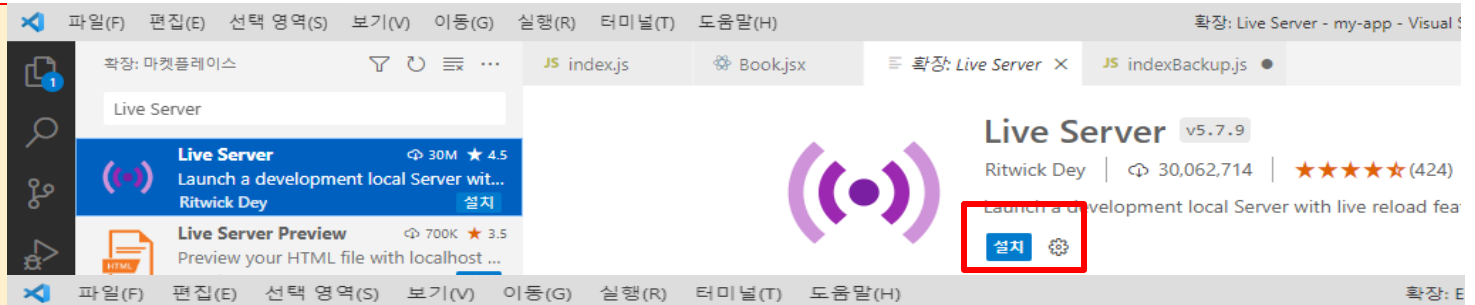 파일(F) 편집(E) 선택 영역(S) 보기(V) 이동(G) 실행(R) 터미널(T) 도움말(H) 확장: Live Server - my-app - Visual S
1
확장: 마켓플레이스
JS index.js Book.jsx 확장: Live Server JS indexBackup.js
Live Server
Live Server 30M ★ 4.5
Launch a development local Server wit...
Ritwick Dey 설치
Live Server Preview 700K ★ 3.5
Preview your HTML file with localhost ...
HTML
Live Server v5.7.9
Ritwick Dey 30,062,714 ★★★★★(424)
Launch a development local Server with live reload fea
설치
파일(F) 편집(E) 선택 영역(S) 보기(V) 이동(G) 실행(R) 터미널(T) 도움말(H) 확장: E